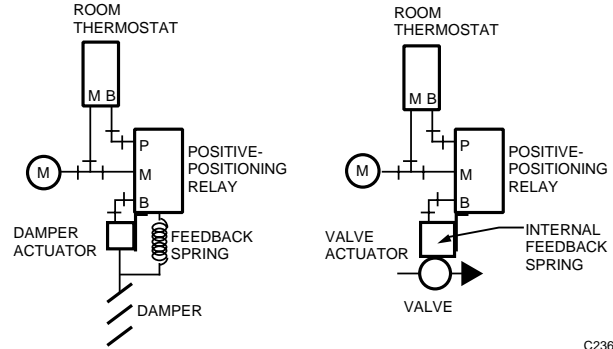 ROOM
THERMOSTAT
M B
P
M
M
B
POSITIVE-
POSITIONING
RELAY
DAMPER
ACTUATOR
FEEDBACK
SPRING
DAMPER
ROOM
THERMOSTAT
M B
P
M
M
B
POSITIVE-
POSITIONING
RELAY
VALVE
ACTUATOR
INTERNAL
FEEDBACK
SPRING
VALVE
C2361